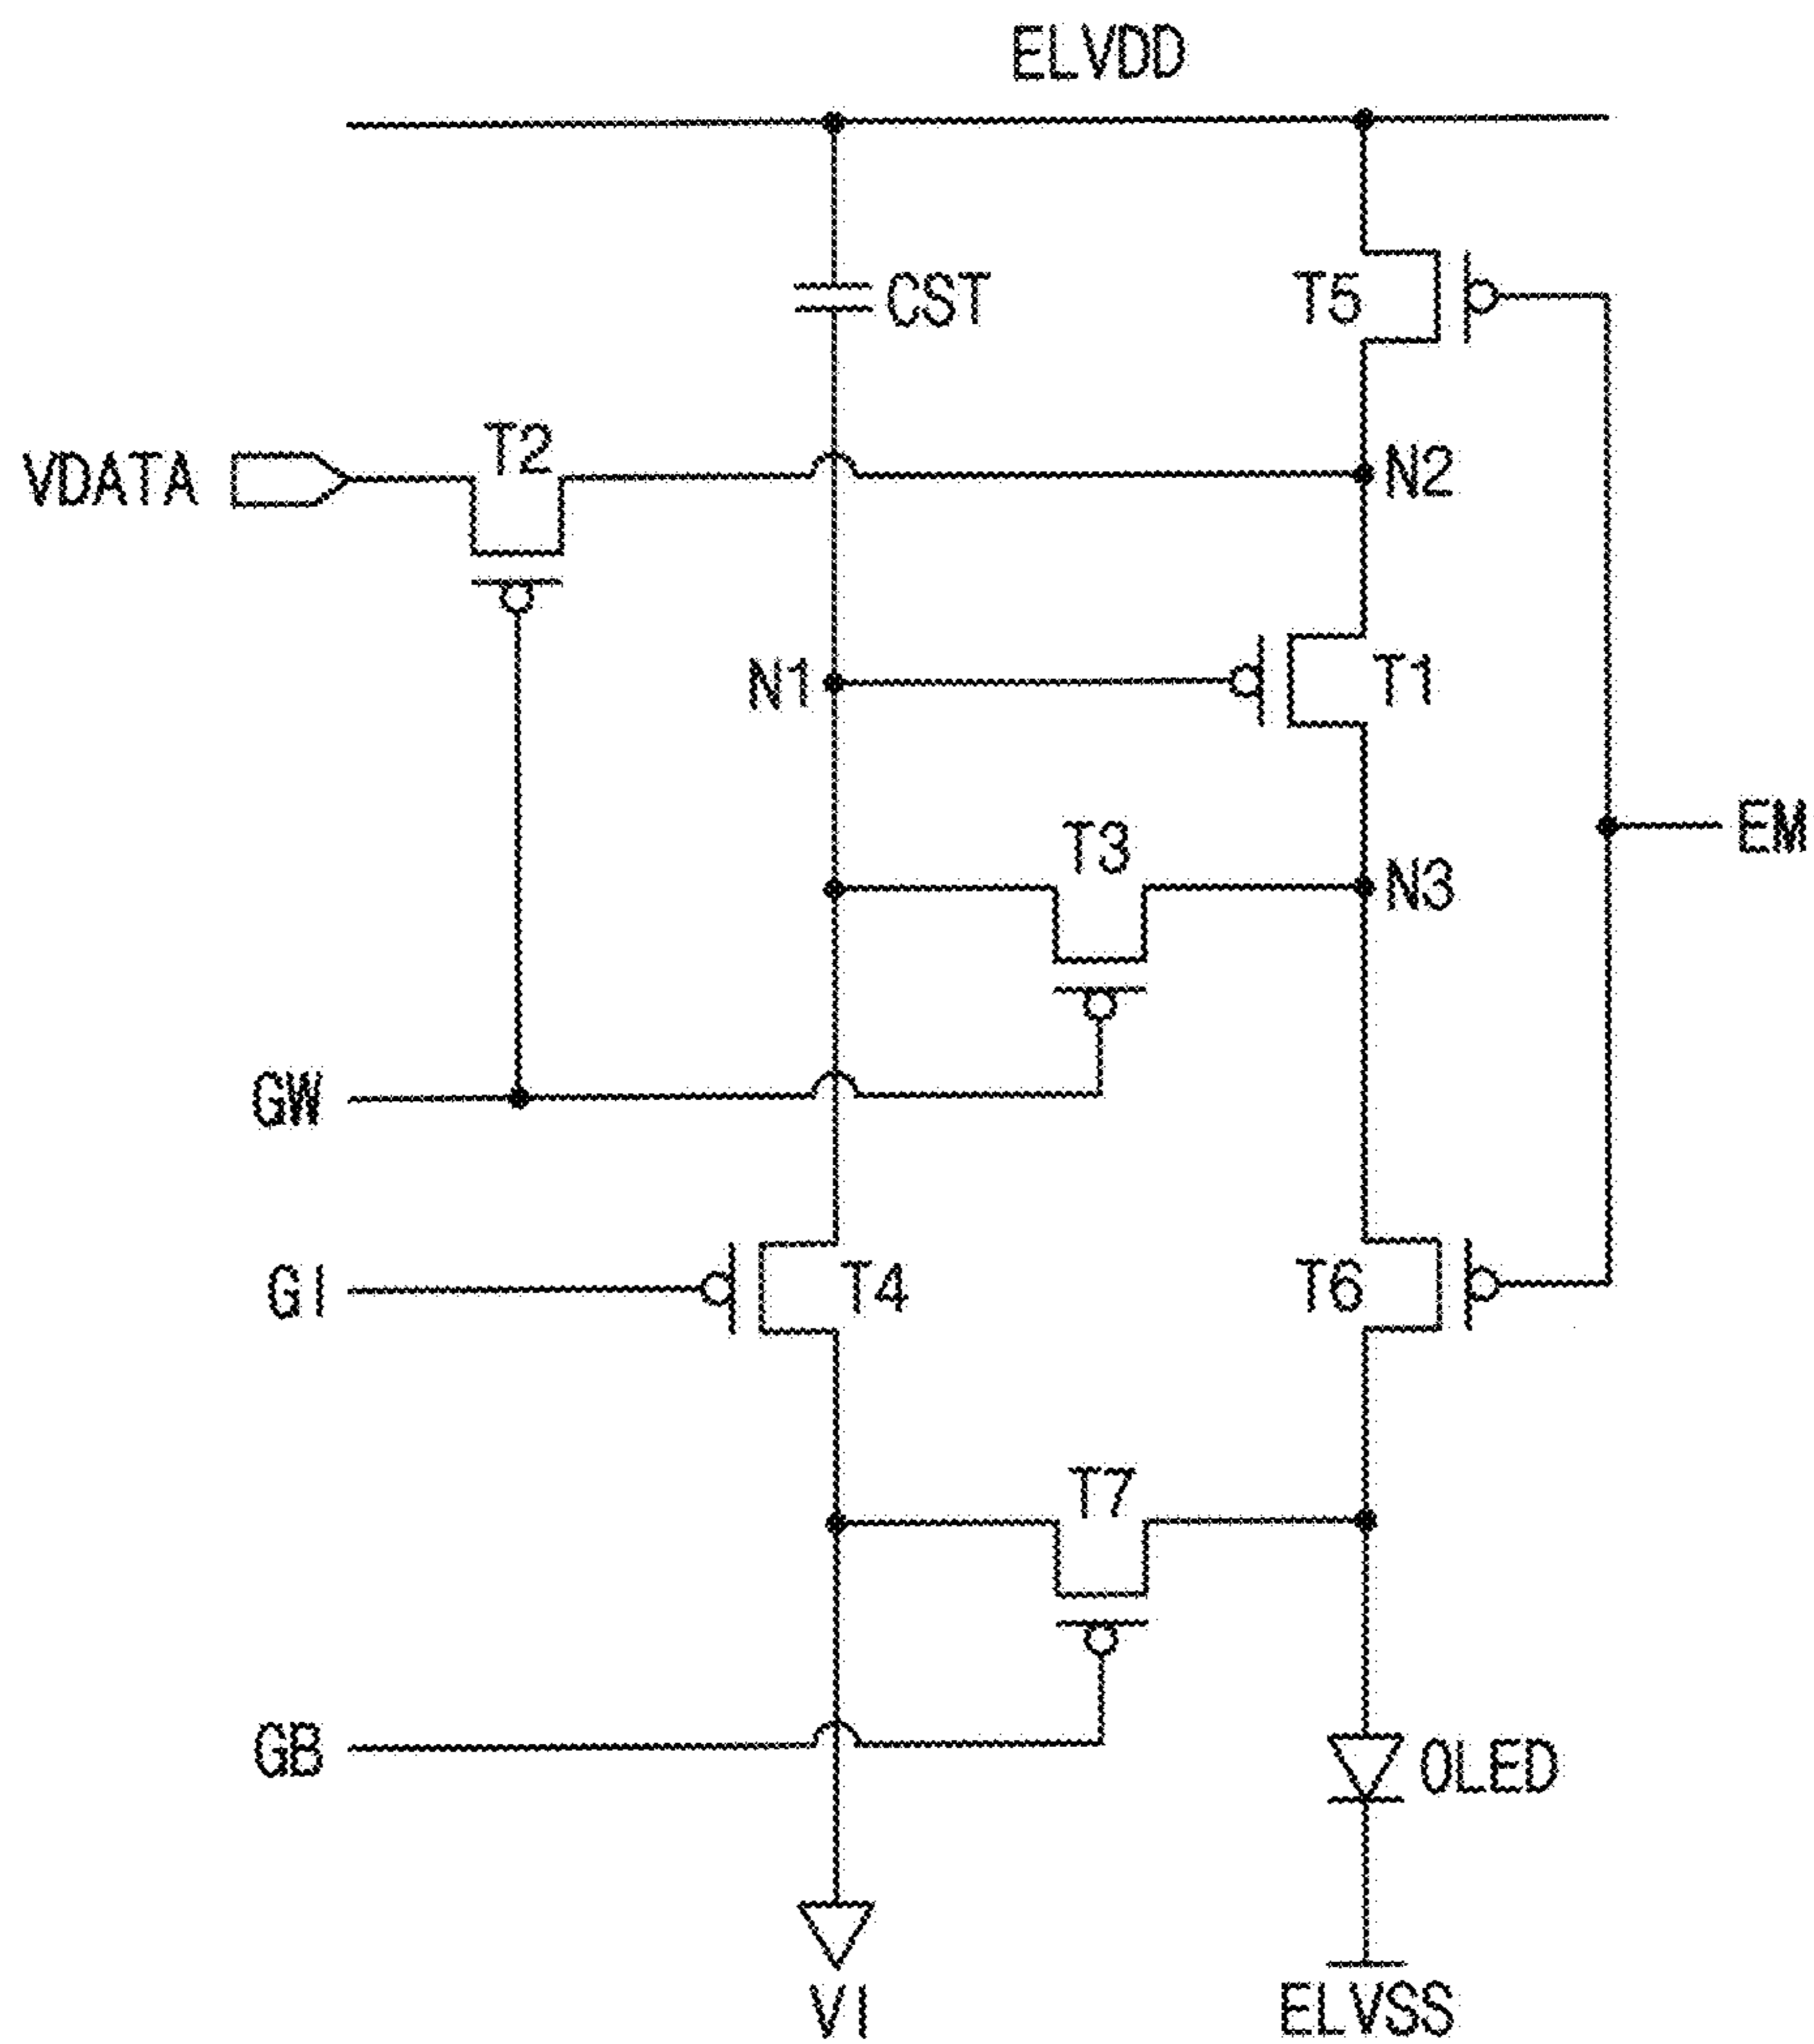 ELVDD
CST
T5
T2
VDATA
N2
N1
T1
T3
EM
N3
GW
GI
T4
T6
T7
GB
OLED
VI
ELVSS